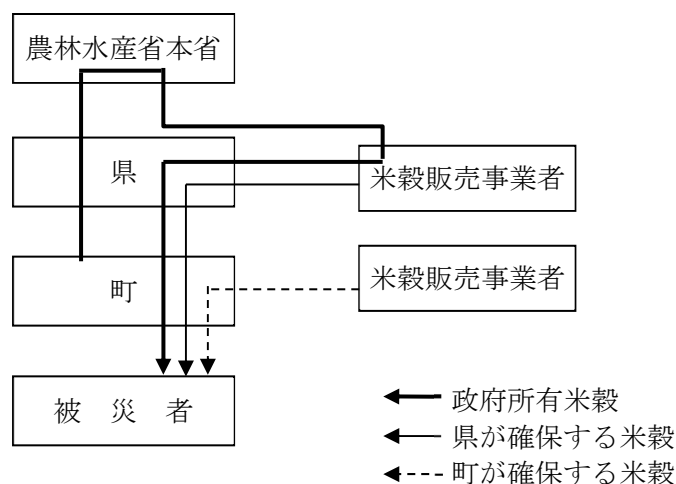 農林水産省本省
県
米穀販売事業者
町
米穀販売事業者
被 災 者
政府所有米穀
県が確保する米穀
町が確保する米穀